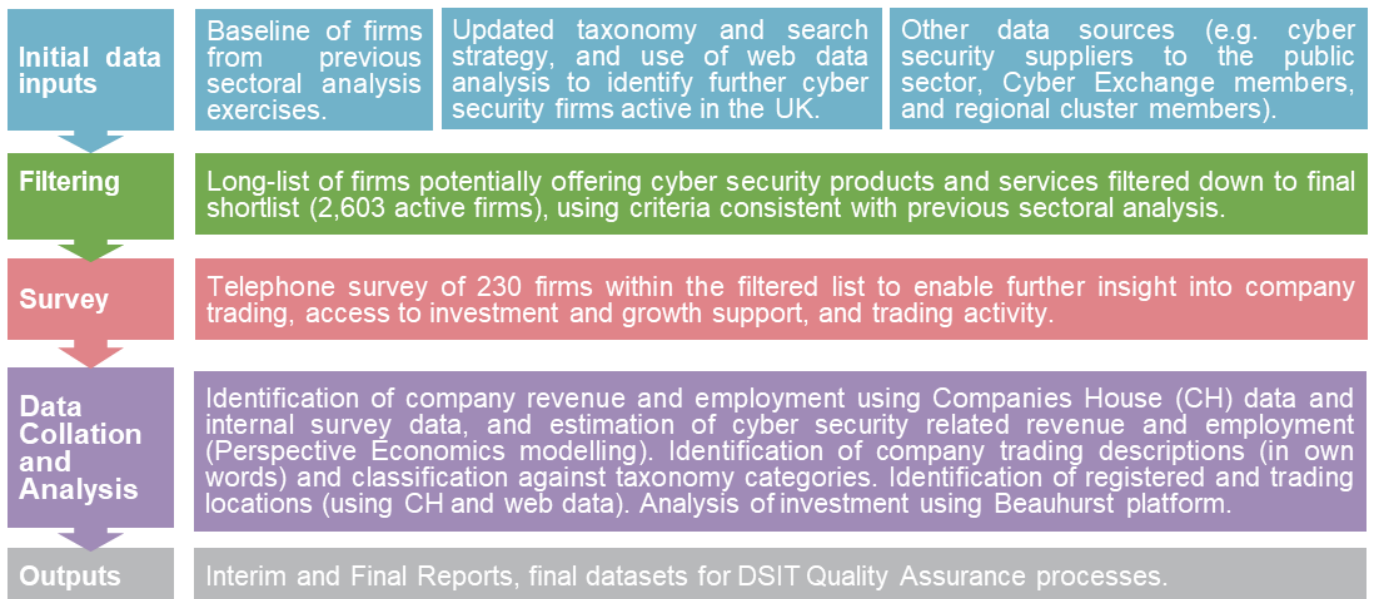 Initial data
inputs
Baseline of firms
from previous
sectoral analysis
exercises.
Updated taxonomy and search
strategy, and use of web data
analysis to identify further cyber
security firms active in the UK.
Other data sources (e.g. cyber
security suppliers to the public
sector, Cyber Exchange members,
and regional cluster members).
Filtering
Long-list of firms potentially offering cyber security products and services filtered down to final
shortlist (2,603 active firms), using criteria consistent with previous sectoral analysis.
Survey
Telephone survey of 230 firms within the filtered list to enable further insight into company
trading, access to investment and growth support, and trading activity.
Data
Collation
and
Analysis
Identification of company revenue and employment using Companies House (CH) data and
internal survey data, and estimation of cyber security related revenue and employment
(Perspective Economics modelling). Identification of company trading descriptions (in own
words) and classification against taxonomy categories. Identification of registered and trading
locations (using CH and web data). Analysis of investment using Beauhurst platform.
Outputs
Interim and Final Reports, final datasets for DSIT Quality Assurance processes.